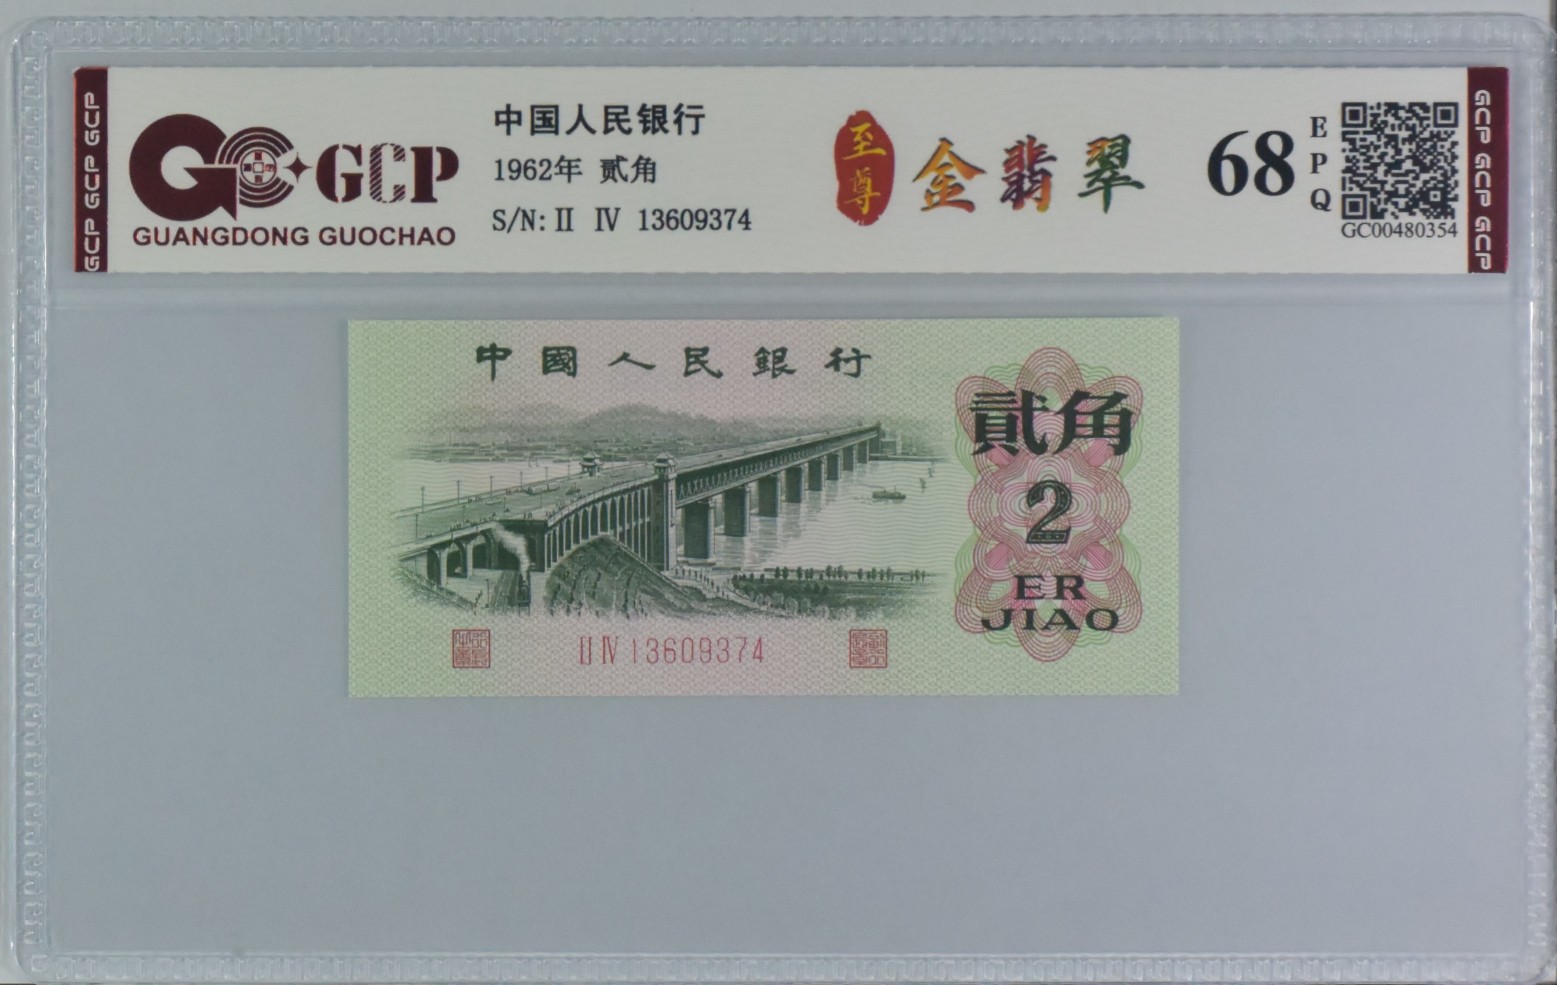 GCP GCP GCP
GCP
GUANGDONG GUOCHAO
中国人民银行
1962年 贰角
S/N: II IV 13609374
至尊
金翡翠
68
EPQ
GC00480354
GCP GCP GCP
中國人民銀行
貳角
2
ER
JIAO
II IV 13609374